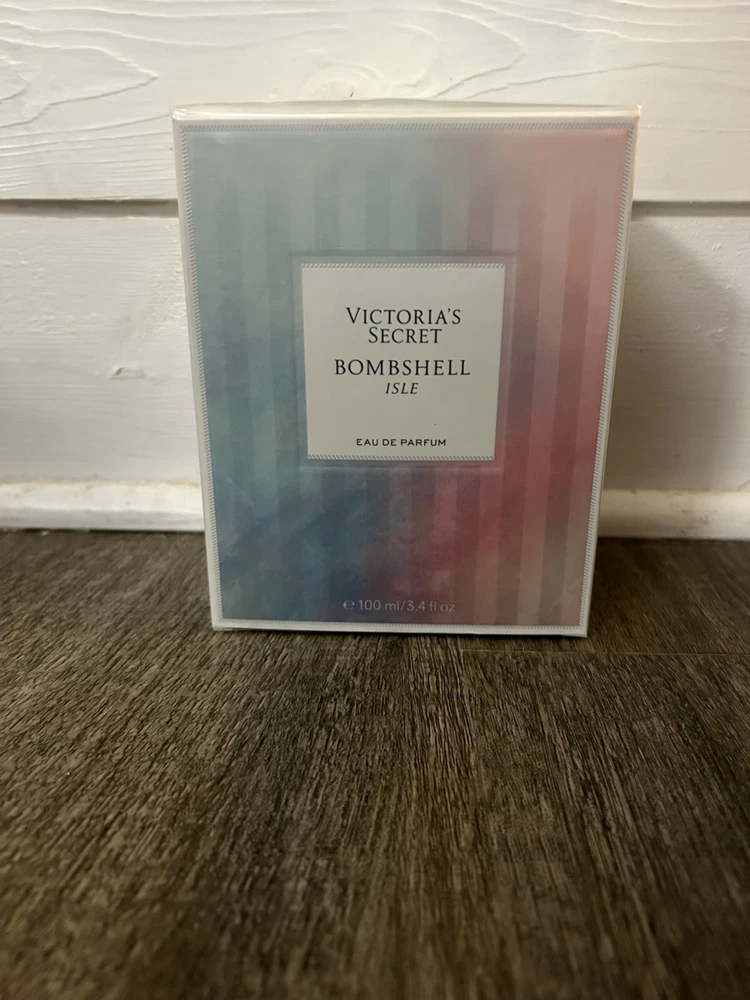 VICTORIA'S
SECRET
BOMBSHELL
ISLE
EAU DE PARFUM
℮ 100 ml/3.4 fl oz